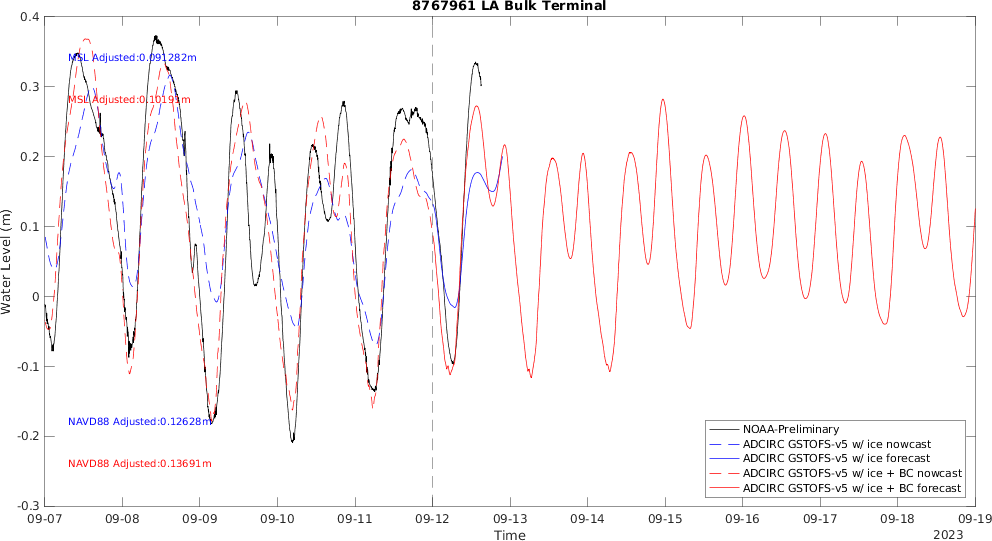 8767961 LA Bulk Terminal
0.4
0.3
0.2
0.1
0
-0.1
-0.2
-0.3
Water Level (m)
MSL Adjusted:0.091282m
MSL Adjusted:0.10195m
NAVD88 Adjusted:0.12628m
NAVD88 Adjusted:0.13691m
NOAA-Preliminary
ADCIRC GSTOFS-v5 w/ ice nowcast
ADCIRC GSTOFS-v5 w/ ice forecast
ADCIRC GSTOFS-v5 w/ ice + BC nowcast
ADCIRC GSTOFS-v5 w/ ice + BC forecast
09-07 09-08 09-09 09-10 09-11 09-12 09-13 09-14 09-15 09-16 09-17 09-18 09-19
Time
2023